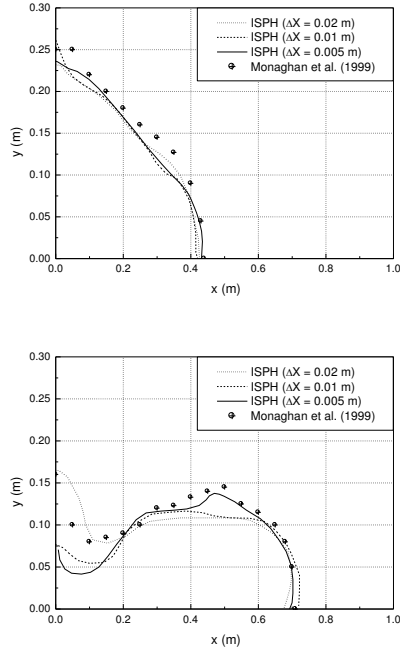 0.30
ISPH (ΔX = 0.02 m)
ISPH (ΔX = 0.01 m)
ISPH (ΔX = 0.005 m)
Monaghan et al. (1999)
0.25
0.20
0.15
0.10
0.05
0.00
y (m)
0.0 0.2 0.4 0.6 0.8 1.0
x (m)
0.30
ISPH (ΔX = 0.02 m)
ISPH (ΔX = 0.01 m)
ISPH (ΔX = 0.005 m)
Monaghan et al. (1999)
0.25
0.20
0.15
0.10
0.05
0.00
y (m)
0.0 0.2 0.4 0.6 0.8 1.0
x (m)